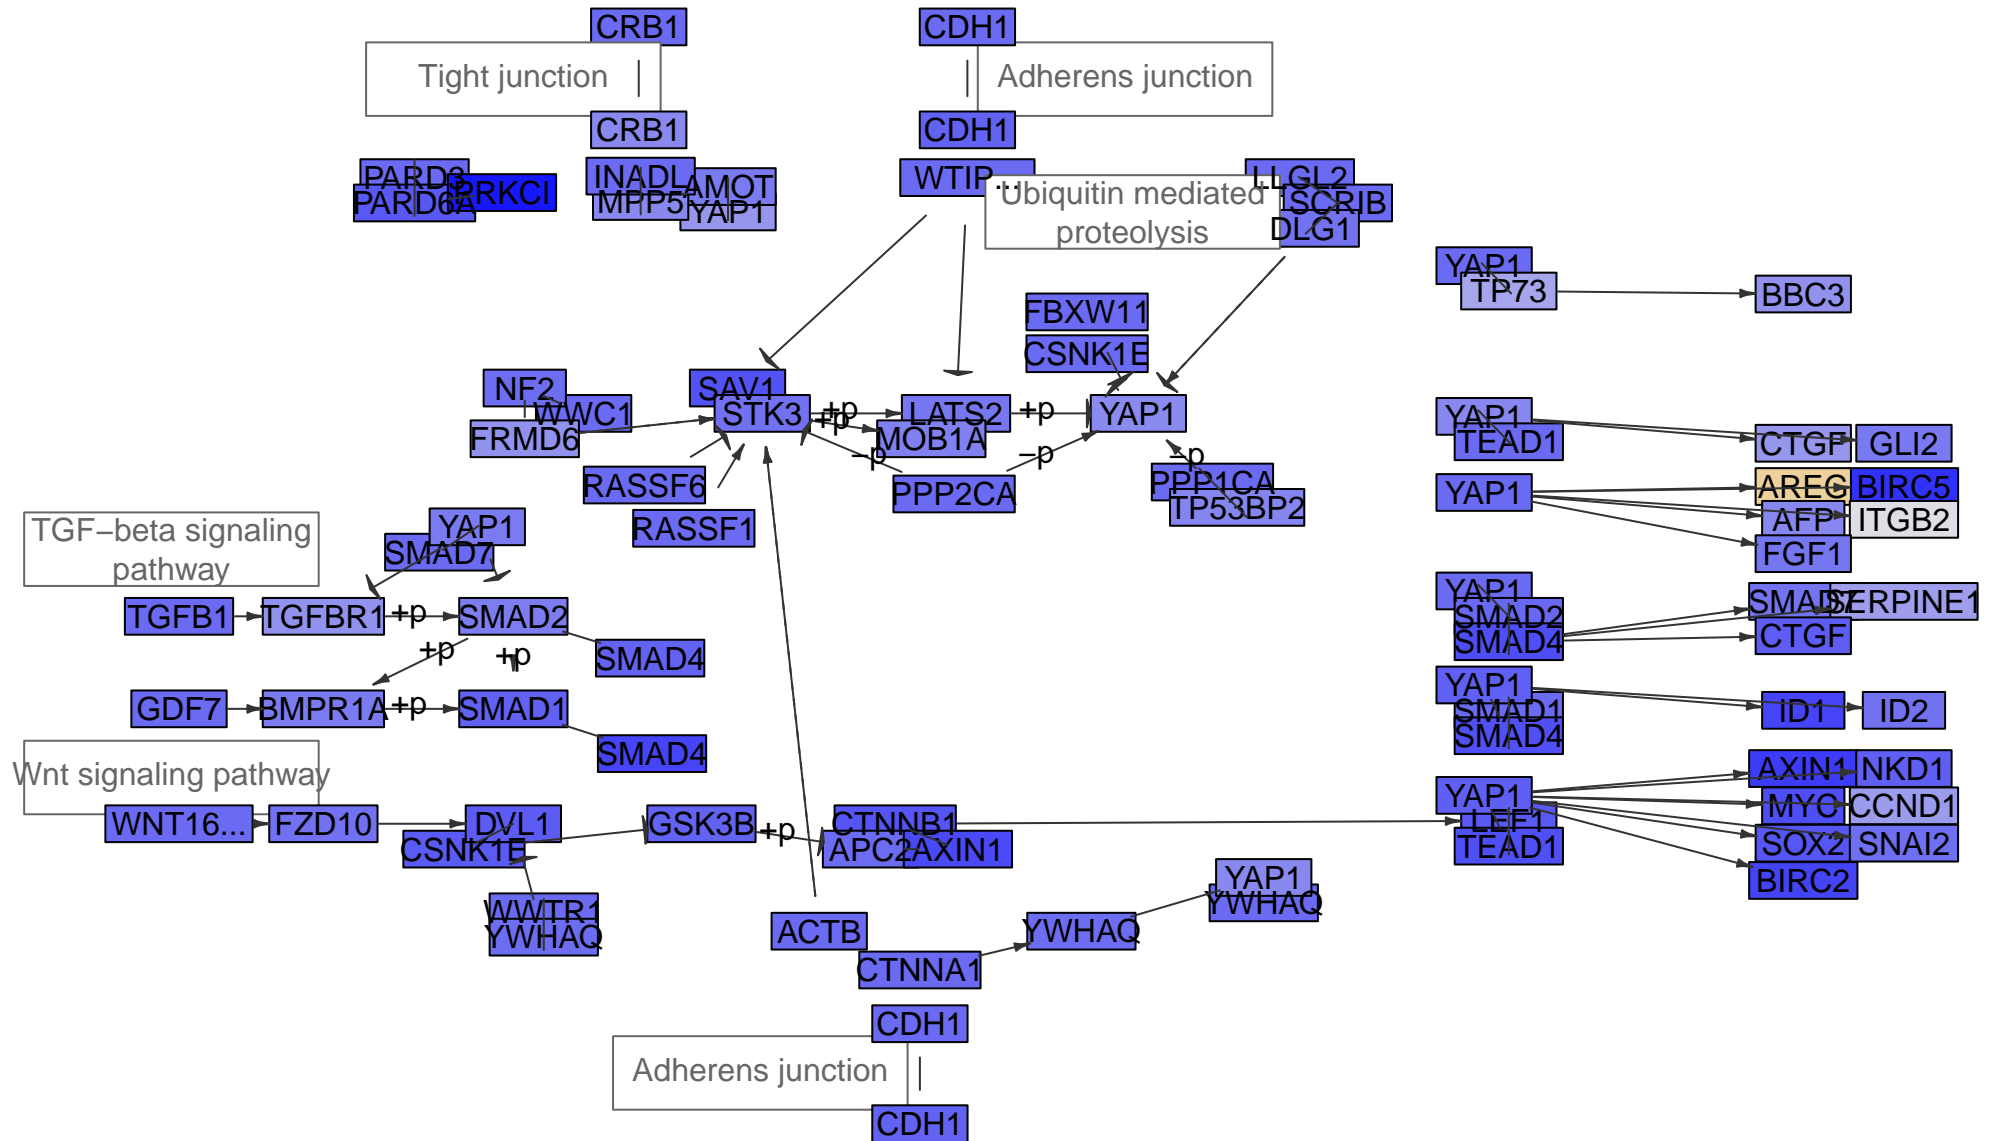 CRB1
CDH1
Tight junction
Adherens junction
CRB1
CDH1
PARD3
PARD6A
PRKCI
INADL
MPP5
AMOT
YAP1
WTIP...
Ubiquitin mediated
proteolysis
LLGL2
SCRIB
DLG1
YAP1
TP73
BBC3
FBXW11
CSNK1E
NF2
WWC1
FRMD6
SAV1
STK3
+p
+p
LATS2
MOB1A
+p
YAP1
−p
−p
−p
RASSF6
RASSF1
PPP2CA
PPP1CA
TP53BP2
YAP1
TEAD1
CTGF
GLI2
YAP1
AREG
BIRC5
AFP
ITGB2
FGF1
TGF−beta signaling
pathway
YAP1
SMAD7
TGFB1
TGFBR1
+p
SMAD2
SMAD4
+p
+p
GDF7
BMPR1A
+p
SMAD1
SMAD4
YAP1
SMAD2
SMAD4
SMAD7
SERPINE1
CTGF
YAP1
SMAD1
SMAD4
ID1
ID2
Wnt signaling pathway
WNT16...
FZD10
DVL1
CSNK1E
GSK3B
+p
CTNNB1
APC2
AXIN1
YAP1
LEF1
TEAD1
AXIN1
NKD1
MYC
CCND1
SOX2
SNAI2
BIRC2
WWTR1
YWHAQ
ACTB
CTNNA1
YWHAQ
YAP1
YWHAQ
CDH1
Adherens junction
CDH1